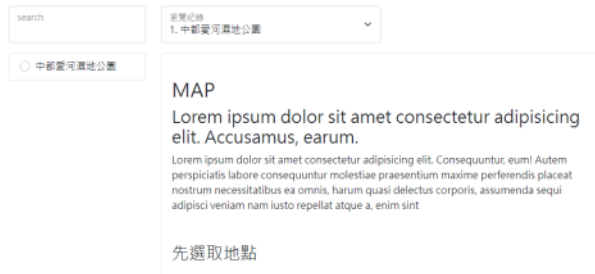 search
瀏覽紀錄
1. 中都愛河濕地公園
中都愛河濕地公園
MAP
Lorem ipsum dolor sit amet consectetur adipisicing
elit. Accusamus, earum.
Lorem ipsum dolor sit amet consectetur adipisicing elit. Consequuntur, eum! Autem
perspiciatis labore consequuntur molestiae praesentium maxime perferendis placeat
nostrum necessitatibus ea omnis, harum quasi delectus corporis, assumenda sequi
adipisci veniam nam iusto repellat atque a, enim sint
先選取地點